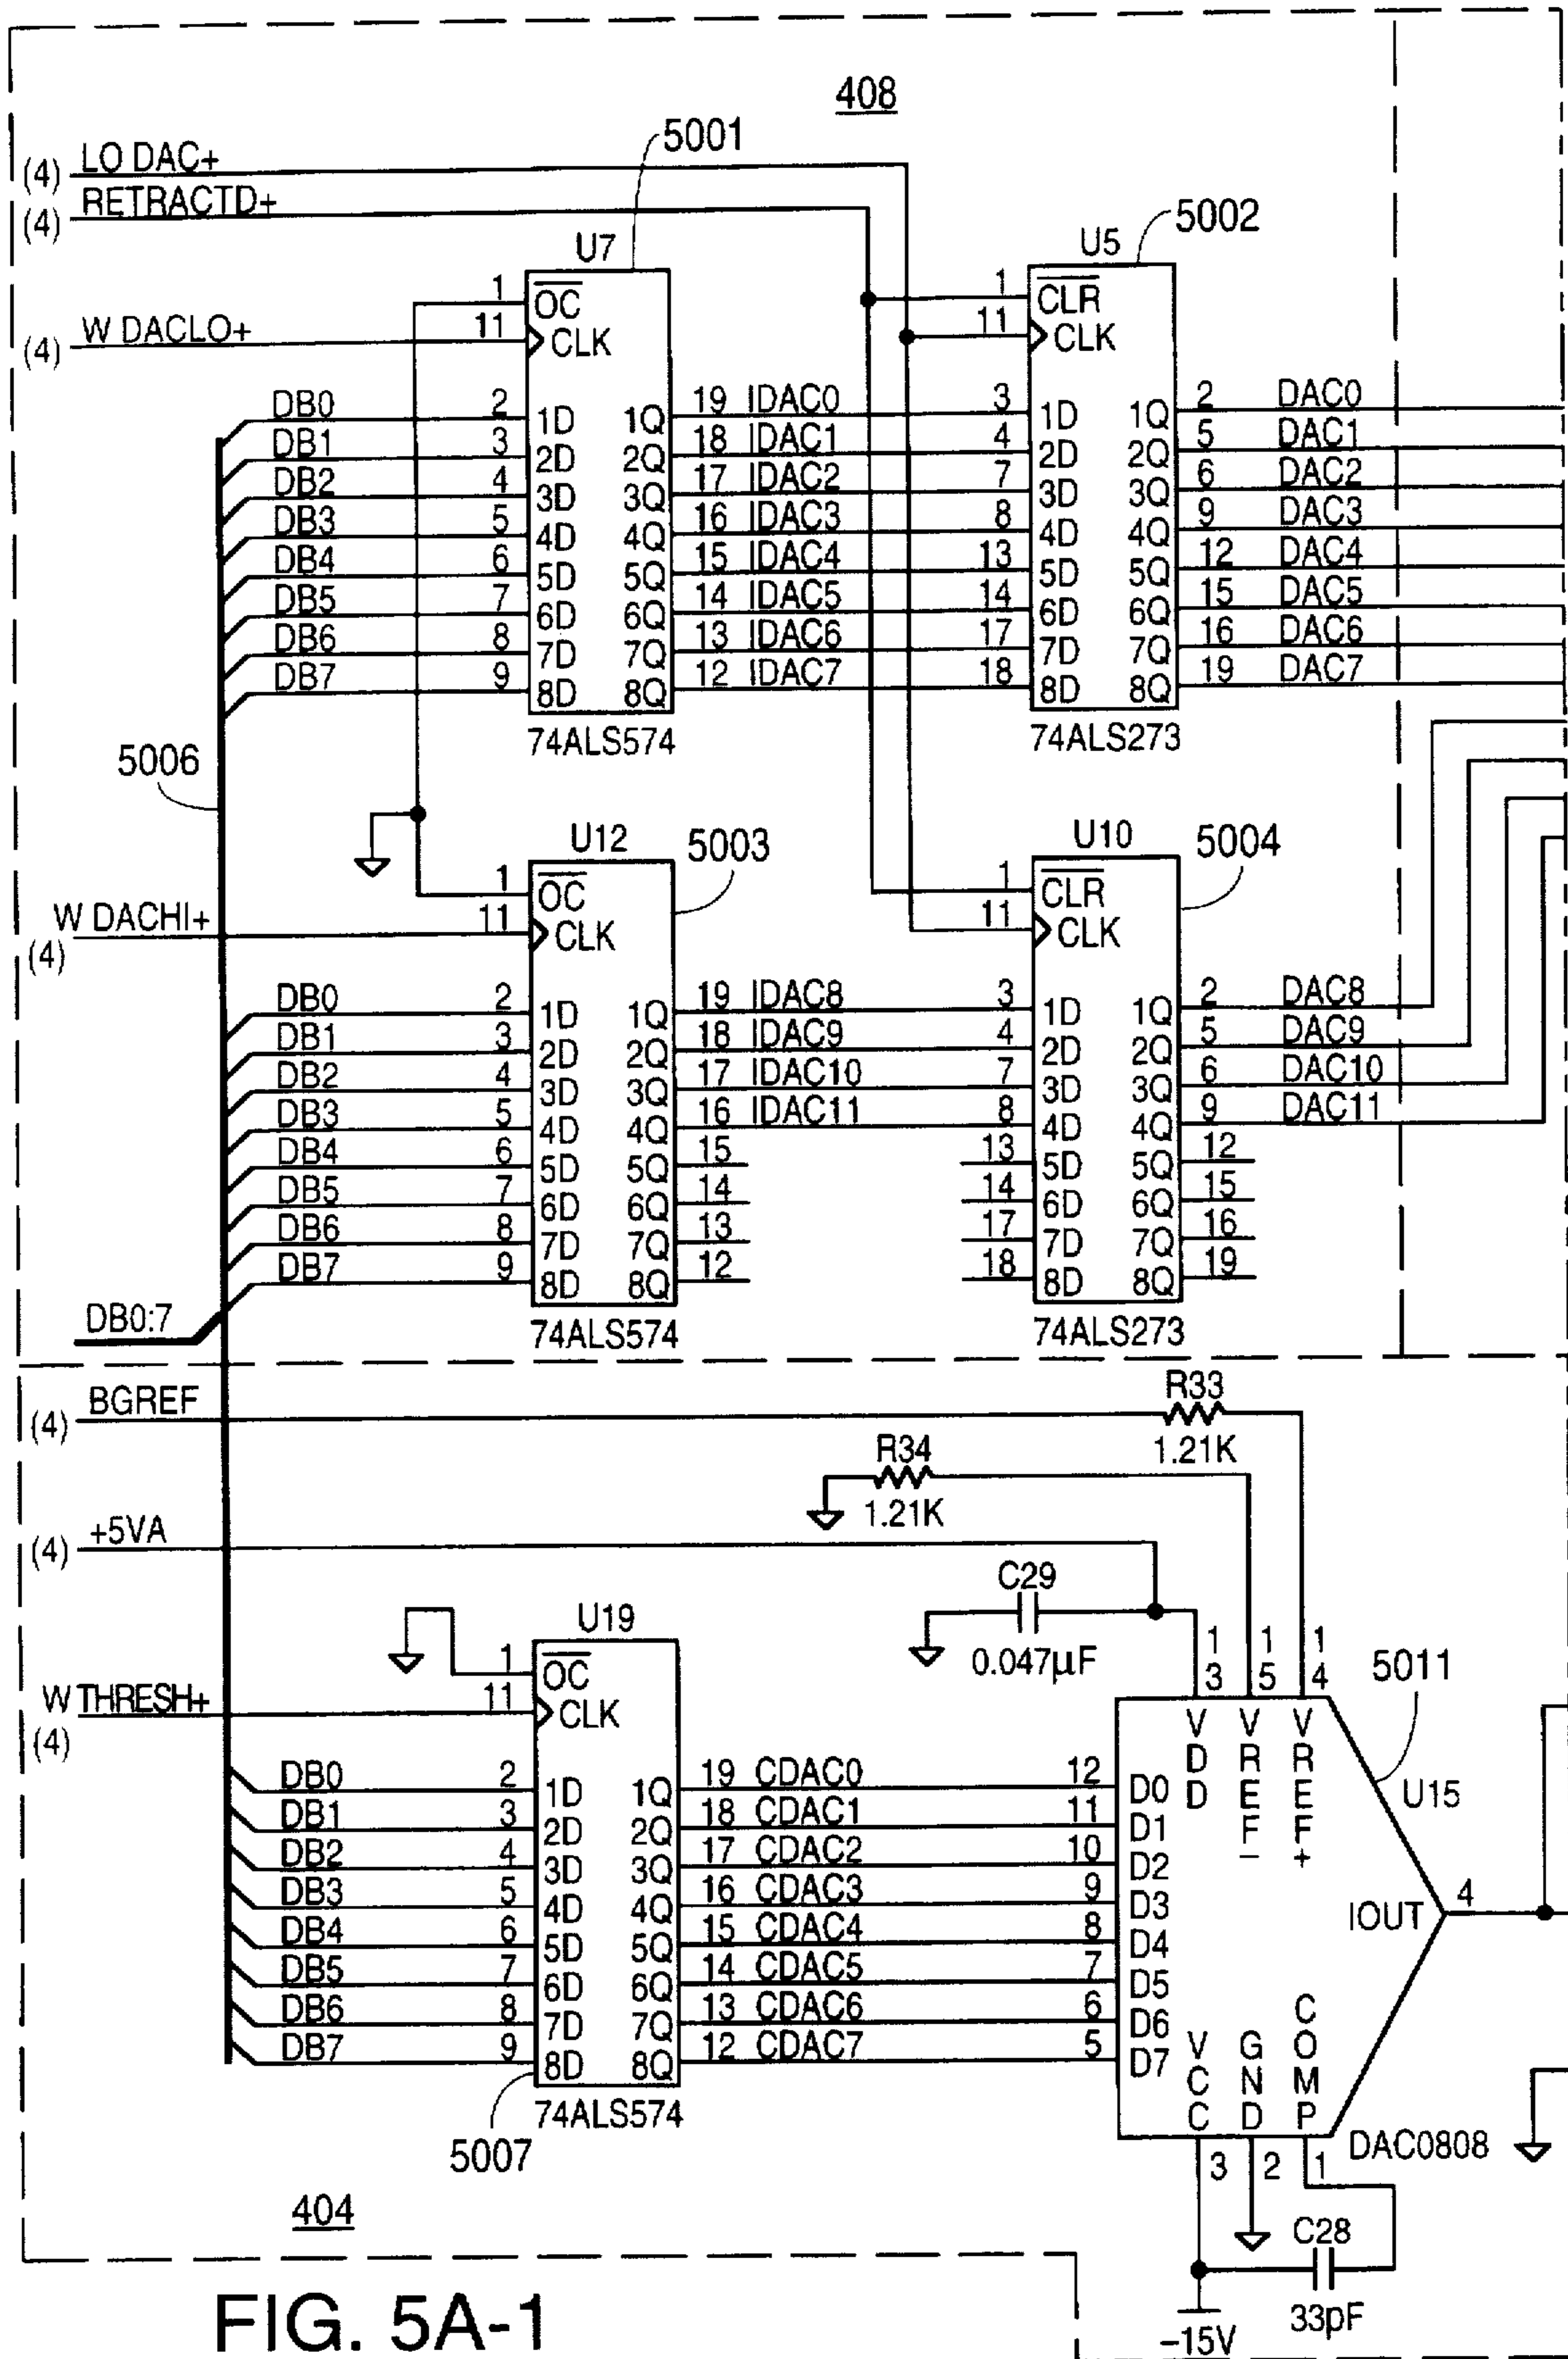 408
(4) LO DAC+
(4) RETRACTD+
5001
5002
U7
U5
1 OC
11 CLK
(4) W DACLO+
1 CLR
11 CLK
DB0 2 1D 1Q 19 IDAC0 3 1D 1Q 2 DAC0
DB1 3 2D 2Q 18 IDAC1 4 2D 2Q 5 DAC1
DB2 4 3D 3Q 17 IDAC2 7 3D 3Q 6 DAC2
DB3 5 4D 4Q 16 IDAC3 8 4D 4Q 9 DAC3
DB4 6 5D 5Q 15 IDAC4 13 5D 5Q 12 DAC4
DB5 7 6D 6Q 14 IDAC5 14 6D 6Q 15 DAC5
DB6 8 7D 7Q 13 IDAC6 17 7D 7Q 16 DAC6
DB7 9 8D 8Q 12 IDAC7 18 8D 8Q 19 DAC7
74ALS574
74ALS273
5006
U12
5003
U10
5004
1 OC
11 CLK
W DACHI+
(4)
1 CLR
11 CLK
DB0 2 1D 1Q 19 IDAC8 3 1D 1Q 2 DAC8
DB1 3 2D 2Q 18 IDAC9 4 2D 2Q 5 DAC9
DB2 4 3D 3Q 17 IDAC10 7 3D 3Q 6 DAC10
DB3 5 4D 4Q 16 IDAC11 8 4D 4Q 9 DAC11
DB4 6 5D 5Q 15 13 5D 5Q 12
DB5 7 6D 6Q 14 14 6D 6Q 15
DB6 8 7D 7Q 13 17 7D 7Q 16
DB7 9 8D 8Q 12 18 8D 8Q 19
DB0:7
74ALS574
74ALS273
(4) BGREF
R33
1.21K
R34
1.21K
(4) +5VA
C29
0.047µF
U19
1 OC
11 CLK
W THRESH+
(4)
13 15 14
5011
VDD VREF- VREF+
U15
DB0 2 1D 1Q 19 CDAC0 12 D0
DB1 3 2D 2Q 18 CDAC1 11 D1
DB2 4 3D 3Q 17 CDAC2 10 D2
DB3 5 4D 4Q 16 CDAC3 9 D3
DB4 6 5D 5Q 15 CDAC4 8 D4
DB5 7 6D 6Q 14 CDAC5 7 D5
DB6 8 7D 7Q 13 CDAC6 6 D6
DB7 9 8D 8Q 12 CDAC7 5 D7
IOUT 4
VCC GND COMP
74ALS574
5007
DAC0808
3 2 1
404
C28
33pF
-15V
FIG. 5A-1